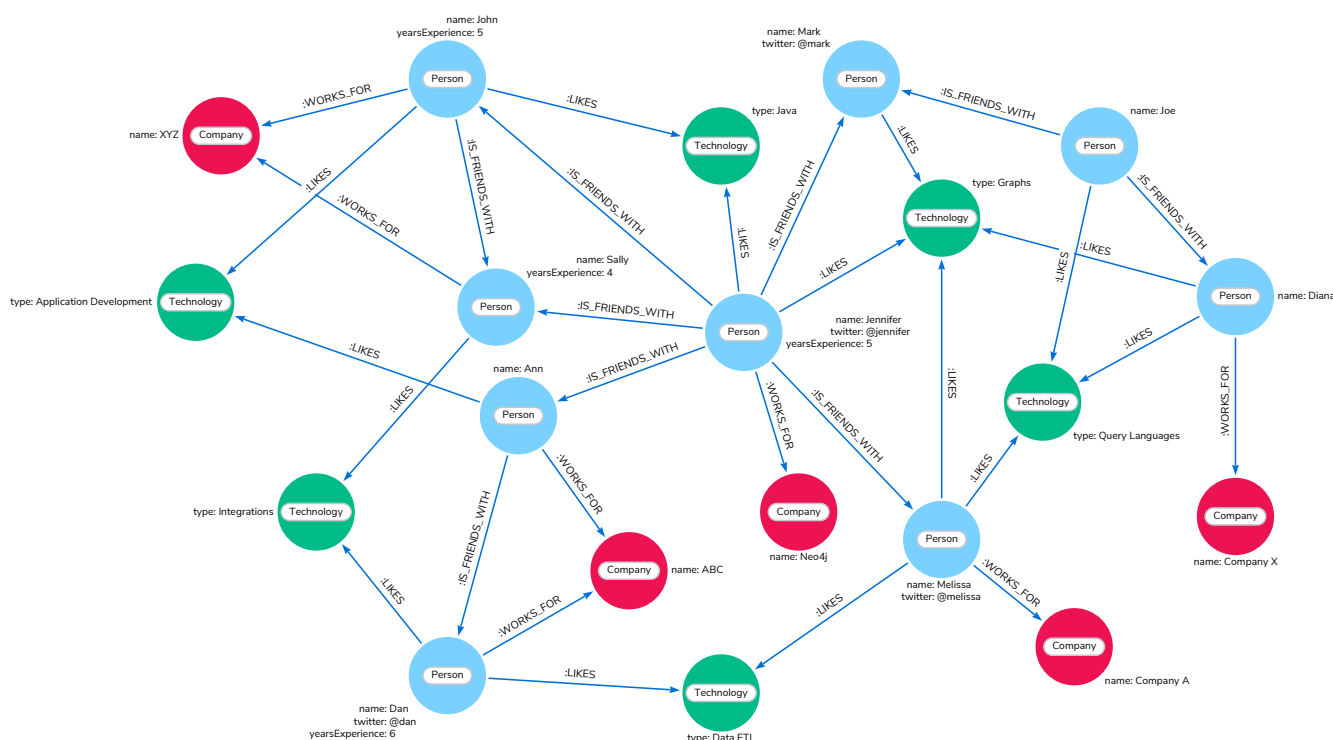 name: John
yearsExperience: 5
Person
:WORKS_FOR
:LIKES
:LIKES
:IS_FRIENDS_WITH
name: XYZ
Company
type: Java
Technology
name: Mark
twitter: @mark
Person
:LIKES
:IS_FRIENDS_WITH
name: Joe
Person
:IS_FRIENDS_WITH
:LIKES
type: Graphs
Technology
:IS_FRIENDS_WITH
:IS_FRIENDS_WITH
:LIKES
:LIKES
:WORKS_FOR
name: Sally
yearsExperience: 4
Person
:IS_FRIENDS_WITH
:LIKES
type: Application Development
Technology
:LIKES
Person
name: Jennifer
twitter: @jennifer
yearsExperience: 5
:LIKES
Person
name: Diana
:LIKES
:WORKS_FOR
name: Ann
Person
:IS_FRIENDS_WITH
:WORKS_FOR
:IS_FRIENDS_WITH
:LIKES
Technology
type: Query Languages
:IS_FRIENDS_WITH
:WORKS_FOR
:LIKES
type: Integrations
Technology
Company
name: Neo4j
Company
name: Company X
Person
name: Melissa
twitter: @melissa
:WORKS_FOR
:LIKES
Company
name: ABC
:LIKES
:WORKS_FOR
Company
name: Company A
Person
name: Dan
twitter: @dan
yearsExperience: 6
:LIKES
Technology
type: Data ETL